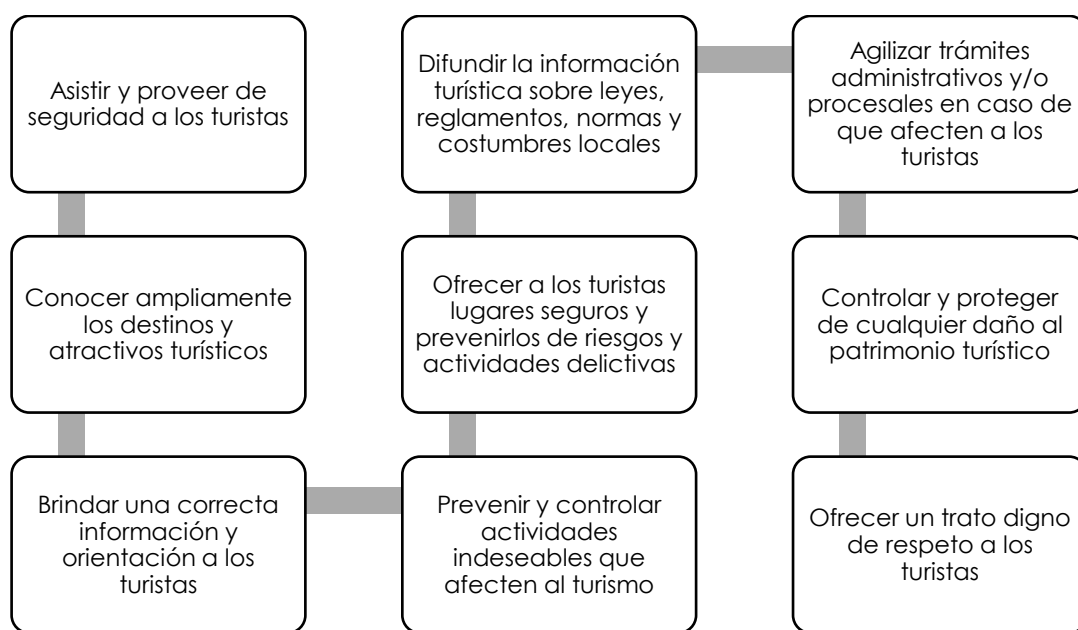 Asistir y proveer de
seguridad a los turistas
Conocer ampliamente
los destinos y
atractivos turísticos
Brindar una correcta
información y
orientación a los
turistas
Prevenir y controlar
actividades
indeseables que
afecten al turismo
Ofrecer a los turistas
lugares seguros y
prevenirlos de riesgos y
actividades delictivas
Difundir la información
turística sobre leyes,
reglamentos, normas y
costumbres locales
Agilizar trámites
administrativos y/o
procesales en caso de
que afecten a los
turistas
Controlar y proteger
de cualquier daño al
patrimonio turístico
Ofrecer un trato digno
de respeto a los
turistas